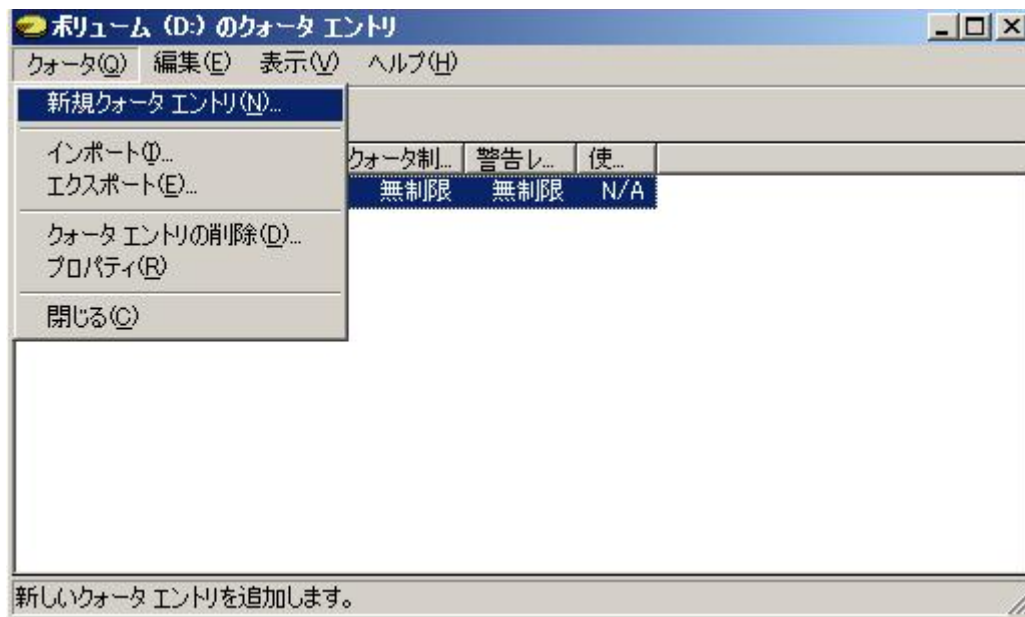 ボリューム (D:) のクォータ エントリ
クォータ(Q) 編集(E) 表示(V) ヘルプ(H)
新規クォータ エントリ(N)...
インポート(I)...
エクスポート(E)...
クォータ エントリの削除(D)...
プロパティ(R)
閉じる(C)
クォータ制... 警告レ... 使...
無制限 無制限 N/A
新しいクォータ エントリを追加します。